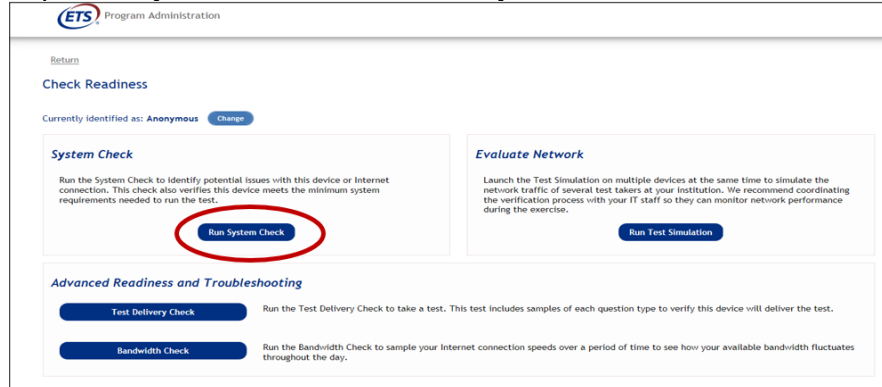 ETS Program Administration
Return
Check Readiness
Currently identified as: Anonymous Change
System Check
Run the System Check to identify potential issues with this device or Internet
connection. This check also verifies this device meets the minimum system
requirements needed to run the test.
Run System Check
Evaluate Network
Launch the Test Simulation on multiple devices at the same time to simulate the
network traffic of several test takers at your institution. We recommend coordinating
the verification process with your IT staff so they can monitor network performance
during the exercise.
Run Test Simulation
Advanced Readiness and Troubleshooting
Test Delivery Check
Run the Test Delivery Check to take a test. This test includes samples of each question type to verify this device will deliver the test.
Bandwidth Check
Run the Bandwidth Check to sample your Internet connection speeds over a period of time to see how your available bandwidth fluctuates
throughout the day.